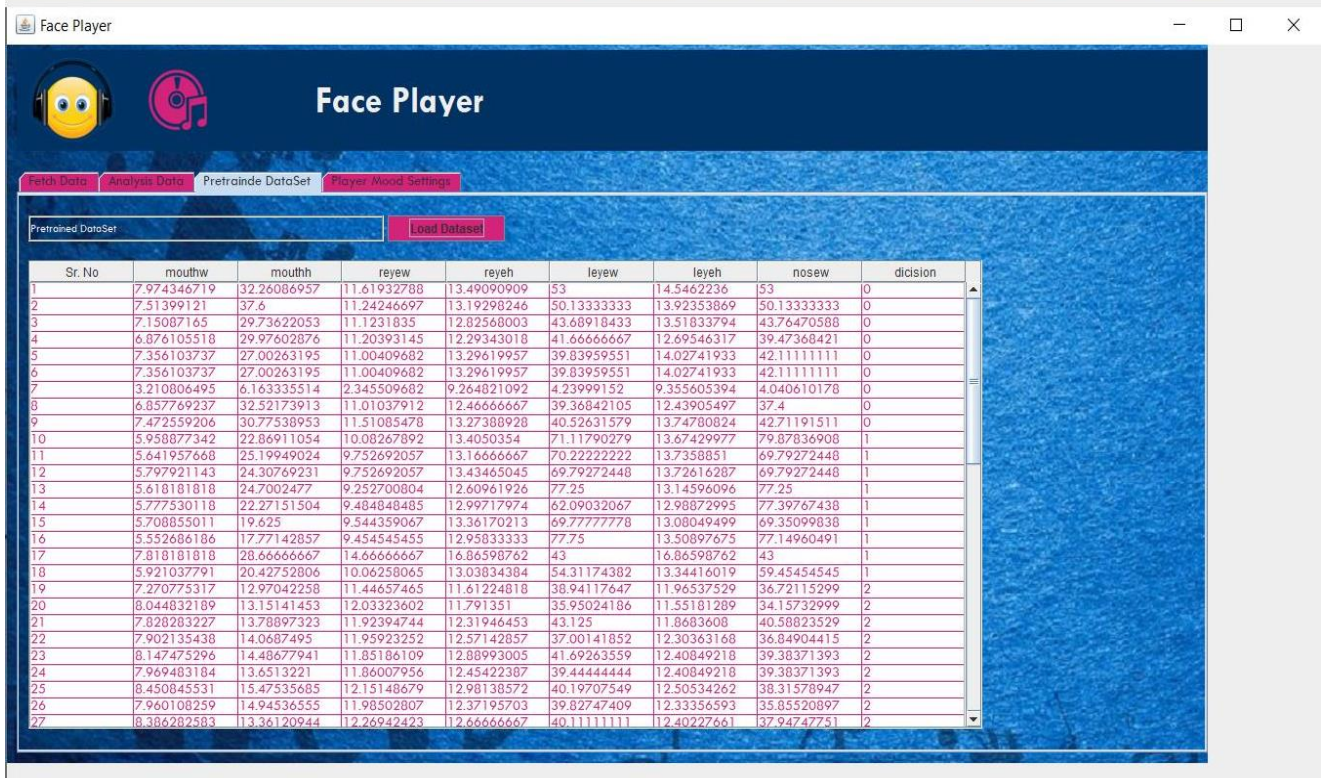 Face Player
Face Player
Fetch Data Analysis Data Pretrainde DataSet Player Mood Settings
Pretrained DataSet Load Dataset
Sr. No mouthw mouthh reyew reyeh leyew leyeh nosew dicision
1 7.974346719 32.26086957 11.61932788 13.49090909 53 14.5462236 53 0
2 7.51399121 37.6 11.24246697 13.19298246 50.13333333 13.92353869 50.13333333 0
3 7.15087165 29.73622053 11.1231835 12.82568003 43.68918433 13.51833794 43.76470588 0
4 6.876105518 29.97602876 11.20393145 12.29343018 41.66666667 12.69546317 39.47368421 0
5 7.356103737 27.00263195 11.00409682 13.29619957 39.83959551 14.02741933 42.11111111 0
6 7.356103737 27.00263195 11.00409682 13.29619957 39.83959551 14.02741933 42.11111111 0
7 3.210806495 6.163335514 2.345509682 9.264821092 4.23999152 9.355605394 4.040610178 0
8 6.857769237 32.52173913 11.01037912 12.46666667 39.36842105 12.43905497 37.4 0
9 7.472559206 30.77538953 11.51085478 13.27388928 40.52631579 13.74780824 42.71191511 0
10 5.958877342 22.86911054 10.08267892 13.4050354 71.11790279 13.67429977 79.87836908 1
11 5.641957668 25.19949024 9.752692057 13.16666667 70.22222222 13.7358851 69.79272448 1
12 5.797921143 24.30769231 9.752692057 13.43465045 69.79272448 13.72616287 69.79272448 1
13 5.618181818 24.7002477 9.252700804 12.60961926 77.25 13.14596096 77.25 1
14 5.777530118 22.27151504 9.484848485 12.99717974 62.09032067 12.98872995 77.39767438 1
15 5.708855011 19.625 9.544359067 13.36170213 69.77777778 13.08049499 69.35099838 1
16 5.552686186 17.77142857 9.454545455 12.95833333 77.75 13.50897675 77.14960491 1
17 7.818181818 28.66666667 14.66666667 16.86598762 43 16.86598762 43 1
18 5.921037791 20.42752806 10.06258065 13.03834384 54.31174382 13.34416019 59.45454545 1
19 7.270775317 12.97042258 11.44657465 11.61224818 38.94117647 11.96537529 36.72115299 2
20 8.044832189 13.15141453 12.03323602 11.791351 35.95024186 11.55181289 34.15732999 2
21 7.828283227 13.78897323 11.92394744 12.31946453 43.125 11.8683608 40.58823529 2
22 7.902135438 14.0687495 11.95923252 12.57142857 37.00141852 12.30363168 36.84904415 2
23 8.147475296 14.48677941 11.85186109 12.88993005 41.69263559 12.40849218 39.38371393 2
24 7.969483184 13.6513221 11.86007956 12.45422387 39.44444444 12.40849218 39.38371393 2
25 8.450845531 15.47535685 12.15148679 12.98138572 40.19707549 12.50534262 38.31578947 2
26 7.960108259 14.94536555 11.98502807 12.37195703 39.82747409 12.33356593 35.85520897 2
27 8.386282583 13.36120944 12.26942423 12.66666667 40.11111111 12.40227661 37.94747751 2